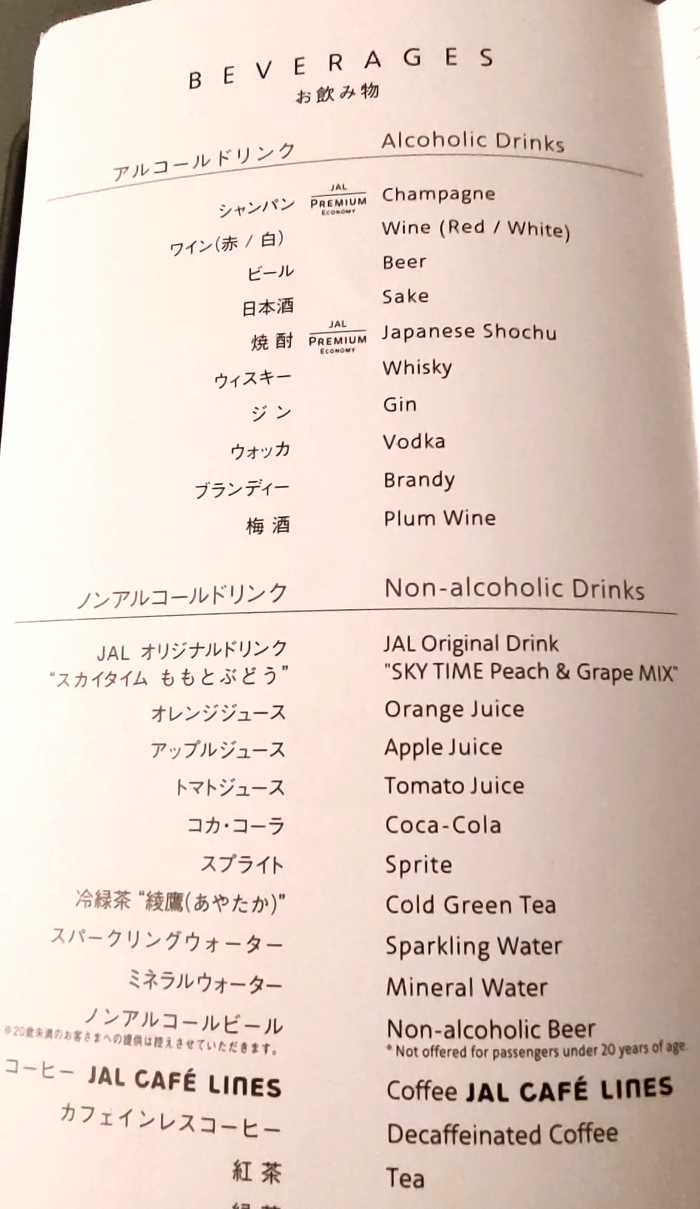 BEVERAGES
お飲み物
アルコールドリンク Alcoholic Drinks
シャンパン JAL PREMIUM ECONOMY Champagne
ワイン(赤 / 白) Wine (Red / White)
ビール Beer
日本酒 Sake
焼酎 JAL PREMIUM ECONOMY Japanese Shochu
ウィスキー Whisky
ジン Gin
ウォッカ Vodka
ブランディー Brandy
梅酒 Plum Wine
ノンアルコールドリンク Non-alcoholic Drinks
JAL オリジナルドリンク JAL Original Drink
“スカイタイム ももとぶどう” "SKY TIME Peach & Grape MIX"
オレンジジュース Orange Juice
アップルジュース Apple Juice
トマトジュース Tomato Juice
コカ・コーラ Coca-Cola
スプライト Sprite
冷緑茶 “綾鷹(あやたか)” Cold Green Tea
スパークリングウォーター Sparkling Water
ミネラルウォーター Mineral Water
ノンアルコールビール Non-alcoholic Beer
※20歳未満のお客さまへの提供は控えさせていただきます。 * Not offered for passengers under 20 years of age.
コーヒー JAL CAFÉ LINES Coffee JAL CAFÉ LINES
カフェインレスコーヒー Decaffeinated Coffee
紅茶 Tea